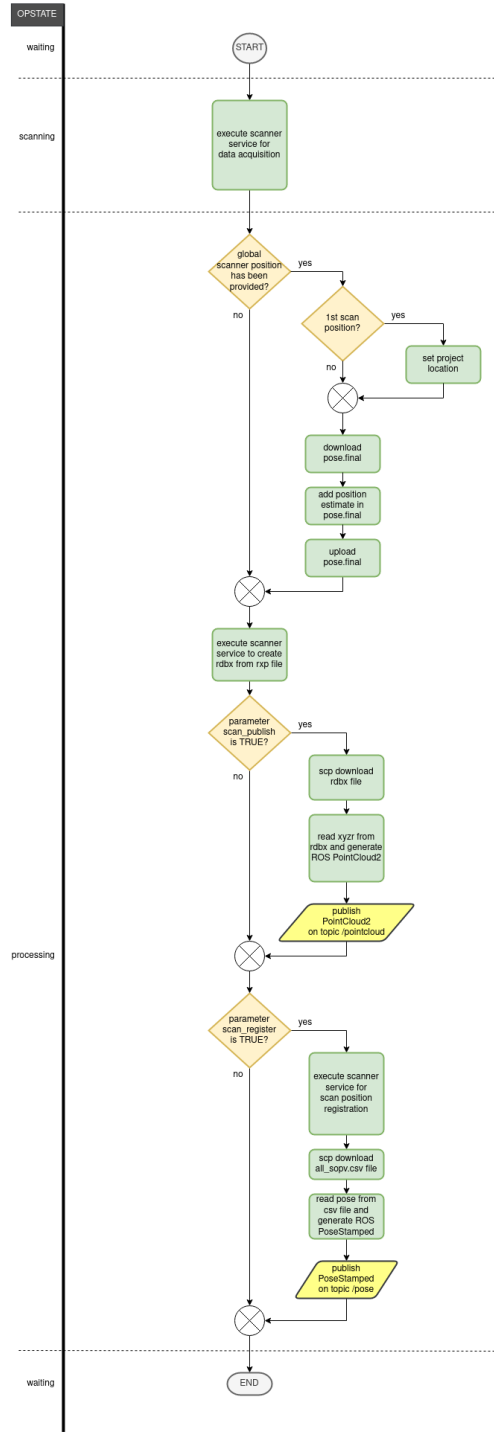 OPSTATE
waiting
START
scanning
execute scanner
service for
data acquisition
global
scanner position
has been
provided?
yes
no
1st scan
position?
yes
no
set project
location
download
pose.final
add position
estimate in
pose.final
upload
pose.final
execute scanner
service to create
rdbx from rxp file
parameter
scan_publish
is TRUE?
yes
no
scp download
rdbx file
read xyzr from
rdbx and generate
ROS PointCloud2
publish
PointCloud2
on topic /pointcloud
processing
parameter
scan_register
is TRUE?
yes
no
execute scanner
service for
scan position
registration
scp download
all_sopv.csv file
read pose from
csv file and
generate ROS
PoseStamped
publish
PoseStamped
on topic /pose
waiting
END